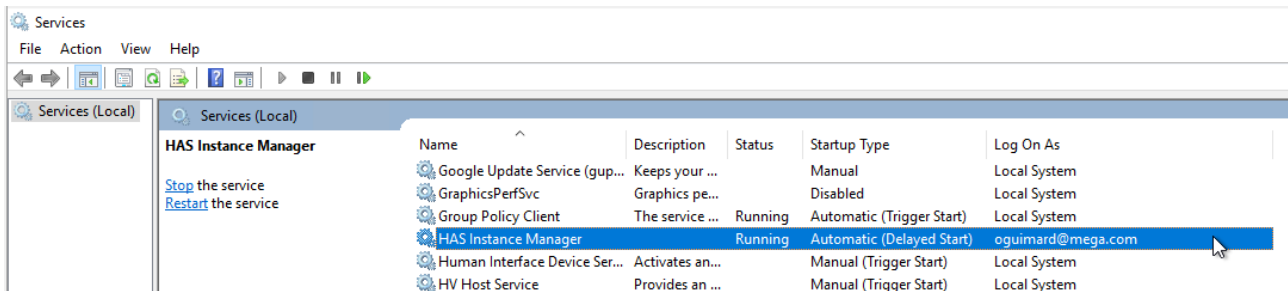 Services
File Action View Help
Services (Local)
Services (Local)
HAS Instance Manager
Stop the service
Restart the service
Name Description Status Startup Type Log On As
Google Update Service (gup... Keeps your ... Manual Local System
GraphicsPerfSvc Graphics pe... Disabled Local System
Group Policy Client The service ... Running Automatic (Trigger Start) Local System
HAS Instance Manager Running Automatic (Delayed Start) oguimard@mega.com
Human Interface Device Ser... Activates an... Manual (Trigger Start) Local System
HV Host Service Provides an ... Manual (Trigger Start) Local System